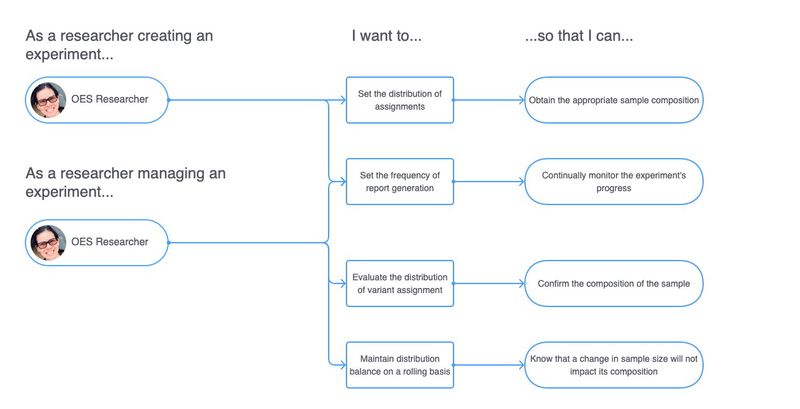 As a researcher creating an
experiment...
I want to...
...so that I can...
OES Researcher
Set the distribution of
assignments
Obtain the appropriate sample composition
As a researcher managing an
experiment...
Set the frequency of
report generation
Continually monitor the experiment's
progress
OES Researcher
Evaluate the distribution
of variant assignment
Confirm the composition of the sample
Maintain distribution
balance on a rolling basis
Know that a change in sample size will not
impact its composition